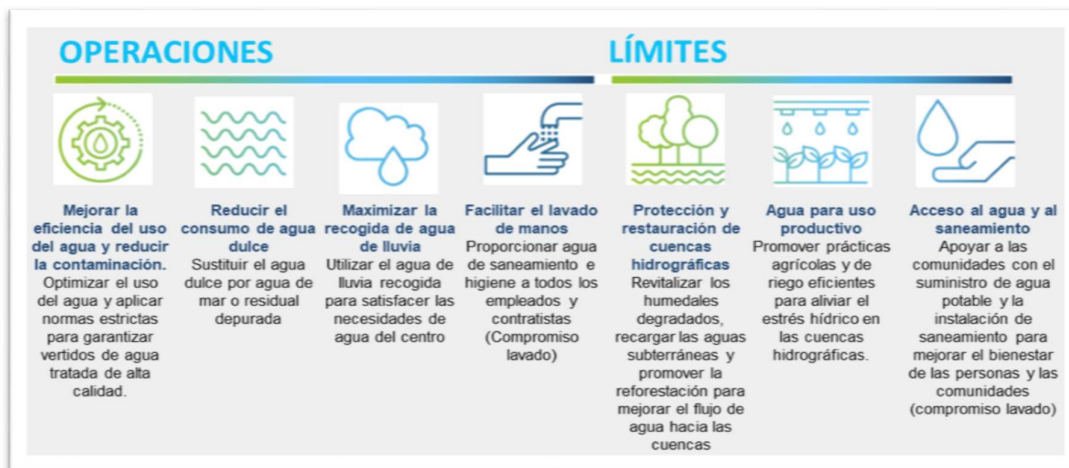 OPERACIONES
Mejorar la
eficiencia del uso
del agua y reducir
la contaminación.
Optimizar el uso
del agua y aplicar
normas estrictas
para garantizar
vertidos de agua
tratada de alta
calidad.
Reducir el
consumo de agua
dulce
Sustituir el agua
dulce por agua de
mar o residual
depurada
Maximizar la
recogida de agua
de lluvia
Utilizar el agua de
lluvia recogida
para satisfacer las
necesidades de
agua del centro
Facilitar el lavado
de manos
Proporcionar agua
de saneamiento e
higiene a todos los
empleados y
contratistas
(Compromiso
lavado)
LÍMITES
Protección y
restauración de
cuencas
hidrográficas
Revitalizar los
humedales
degradados,
recargar las aguas
subterráneas y
promover la
reforestación para
mejorar el flujo de
agua hacia las
cuencas
Agua para uso
productivo
Promover prácticas
agrícolas y de
riego eficientes
para aliviar el
estrés hídrico en
las cuencas
hidrográficas.
Acceso al agua y al
saneamiento
Apoyar a las
comunidades con el
suministro de agua
potable y la
instalación de
saneamiento para
mejorar el bienestar
de las personas y las
comunidades
(compromiso lavado)